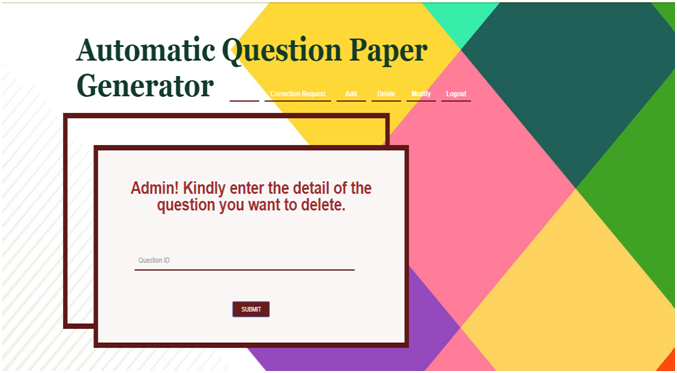 Automatic Question Paper
Generator
Correction Request Add Delete Modify Logout
Admin! Kindly enter the detail of the
question you want to delete.
Question ID
SUBMIT